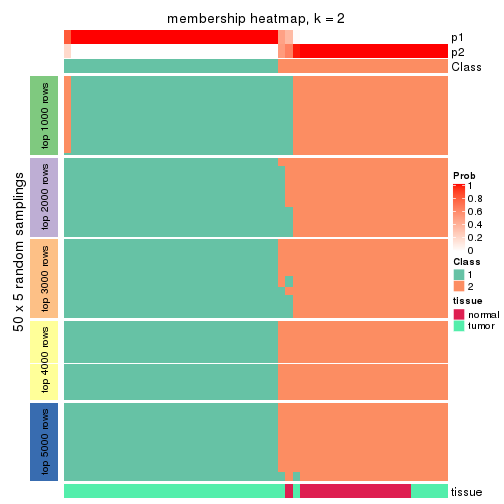 membership heatmap, k = 2
p1
p2
Class
50 x 5 random samplings
top 1000 rows
top 2000 rows
top 3000 rows
top 4000 rows
top 5000 rows
tissue
Prob
1
0.8
0.6
0.4
0.2
0
Class
1
2
tissue
normal
tumor